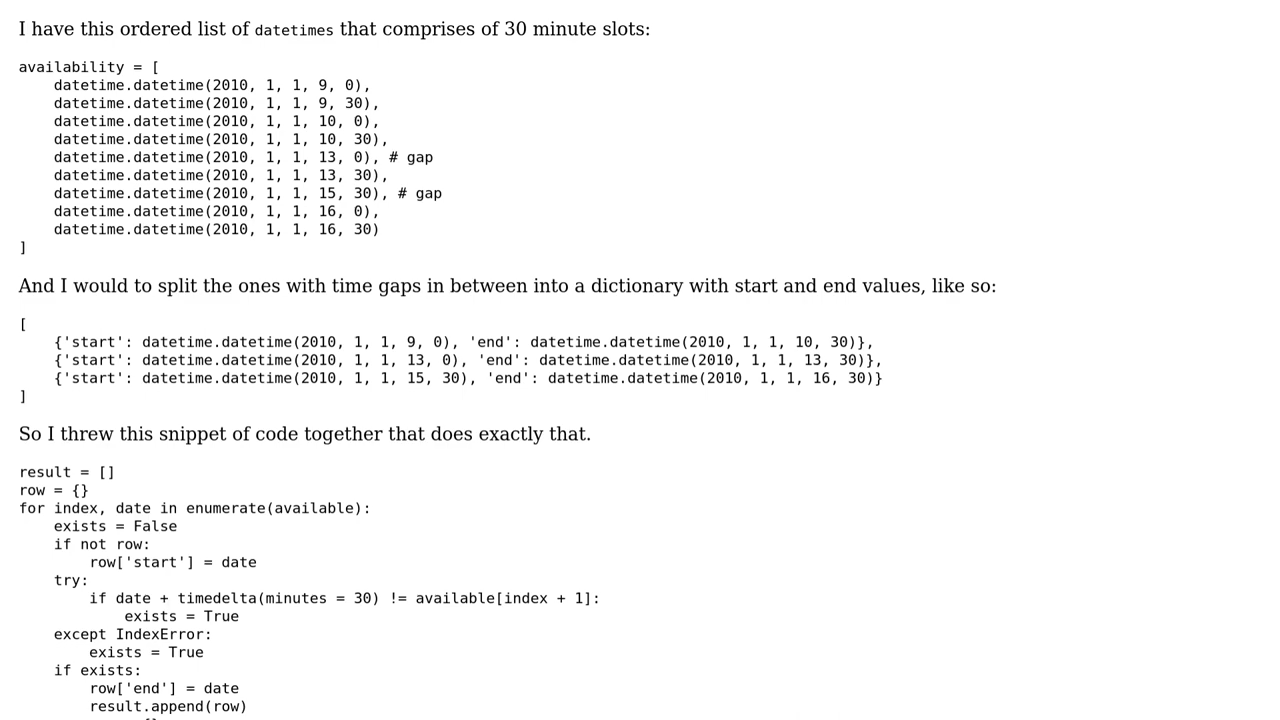 I have this ordered list of datetimes that comprises of 30 minute slots:
availability = [
    datetime.datetime(2010, 1, 1, 9, 0),
    datetime.datetime(2010, 1, 1, 9, 30),
    datetime.datetime(2010, 1, 1, 10, 0),
    datetime.datetime(2010, 1, 1, 10, 30),
    datetime.datetime(2010, 1, 1, 13, 0), # gap
    datetime.datetime(2010, 1, 1, 13, 30),
    datetime.datetime(2010, 1, 1, 15, 30), # gap
    datetime.datetime(2010, 1, 1, 16, 0),
    datetime.datetime(2010, 1, 1, 16, 30)
]
And I would to split the ones with time gaps in between into a dictionary with start and end values, like so:
[
    {'start': datetime.datetime(2010, 1, 1, 9, 0), 'end': datetime.datetime(2010, 1, 1, 10, 30)},
    {'start': datetime.datetime(2010, 1, 1, 13, 0), 'end': datetime.datetime(2010, 1, 1, 13, 30)},
    {'start': datetime.datetime(2010, 1, 1, 15, 30), 'end': datetime.datetime(2010, 1, 1, 16, 30)}
]
So I threw this snippet of code together that does exactly that.
result = []
row = {}
for index, date in enumerate(available):
    exists = False
    if not row:
        row['start'] = date
    try:
        if date + timedelta(minutes = 30) != available[index + 1]:
            exists = True
    except IndexError:
        exists = True
    if exists:
        row['end'] = date
        result.append(row)